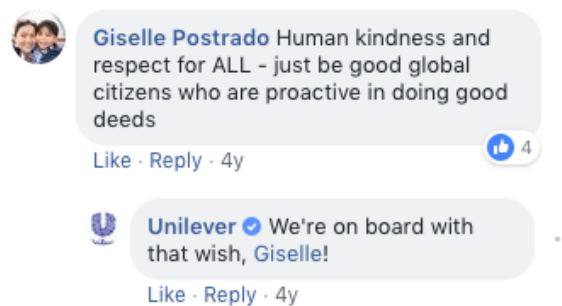 Giselle Postrado Human kindness and
respect for ALL - just be good global
citizens who are proactive in doing good
deeds
4
Like · Reply · 4y
Unilever We're on board with
that wish, Giselle!
Like · Reply · 4y